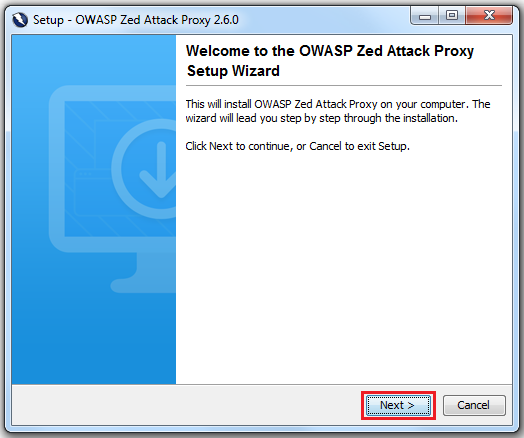 Setup - OWASP Zed Attack Proxy 2.6.0
Welcome to the OWASP Zed Attack Proxy
Setup Wizard
This will install OWASP Zed Attack Proxy on your computer. The
wizard will lead you step by step through the installation.
Click Next to continue, or Cancel to exit Setup.
Next >
Cancel